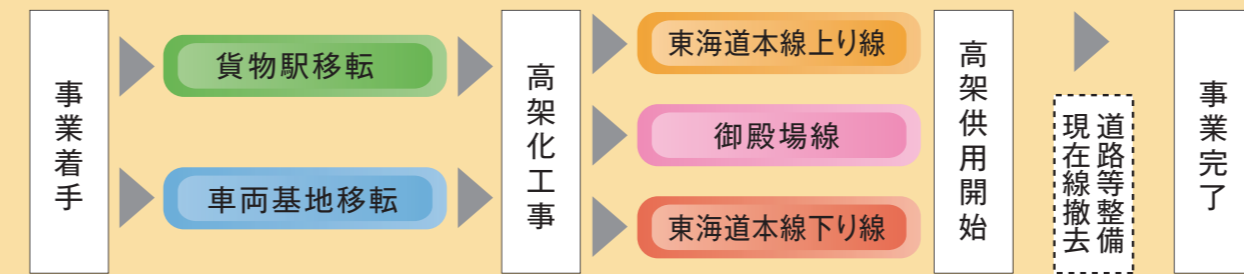 事業着手
貨物駅移転
車両基地移転
高架化工事
東海道本線上り線
御殿場線
東海道本線下り線
高架供用開始
道路等整備
現在線撤去
事業完了